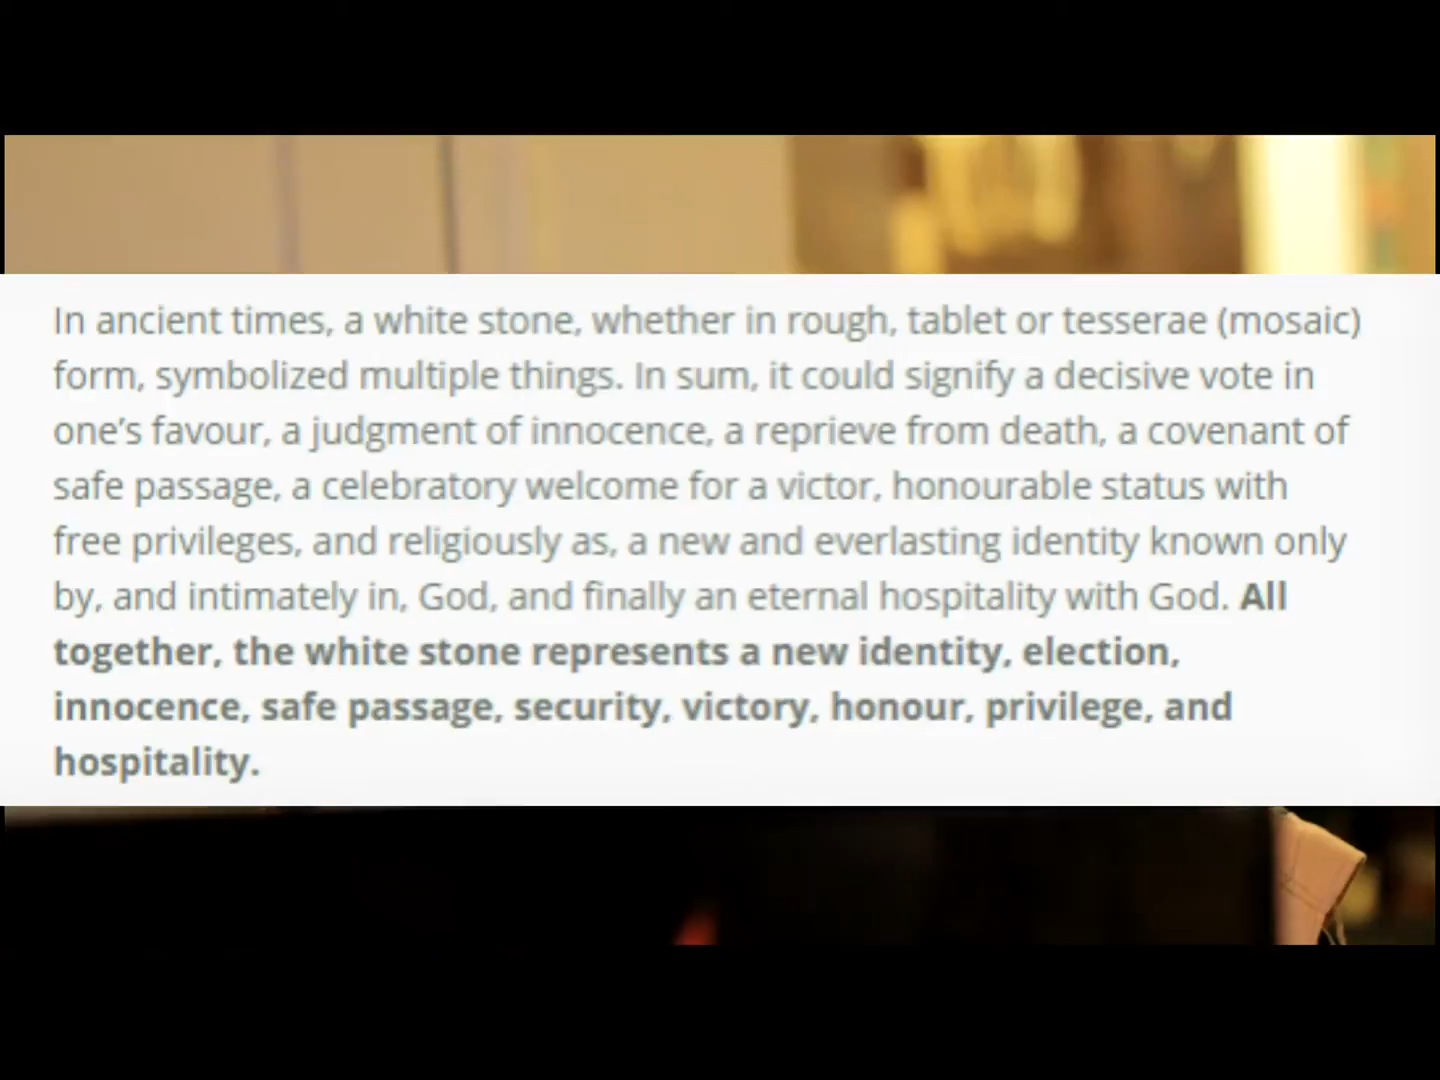 In ancient times, a white stone, whether in rough, tablet or tesserae (mosaic)
form, symbolized multiple things. In sum, it could signify a decisive vote in
one’s favour, a judgment of innocence, a reprieve from death, a covenant of
safe passage, a celebratory welcome for a victor, honourable status with
free privileges, and religiously as, a new and everlasting identity known only
by, and intimately in, God, and finally an eternal hospitality with God. All
together, the white stone represents a new identity, election,
innocence, safe passage, security, victory, honour, privilege, and
hospitality.